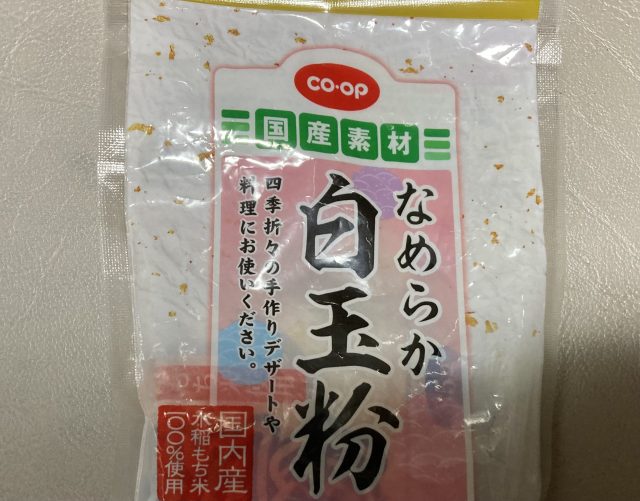 CO·OP
国産素材
なめらか
白玉粉
四季折々の手作りデザートや
料理にお使いください。
国内産
水稲もち米
100%使用